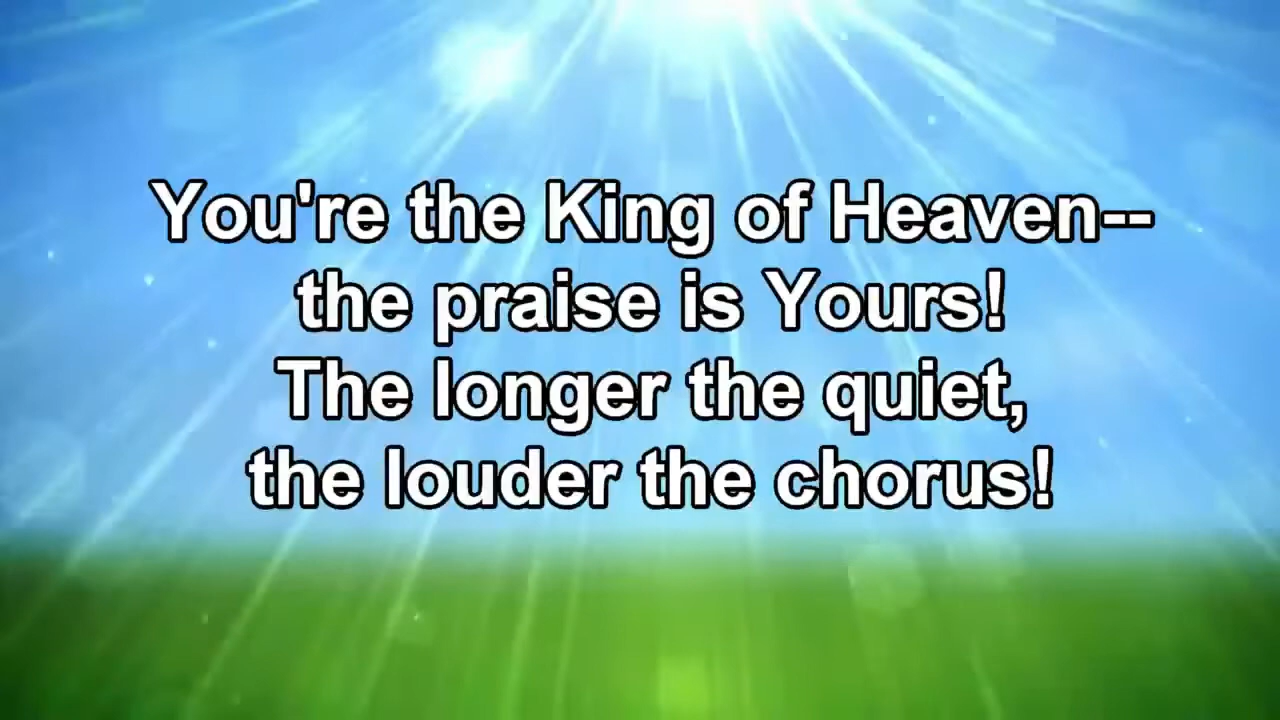 You're the King of Heaven--
the praise is Yours!
The longer the quiet,
the louder the chorus!